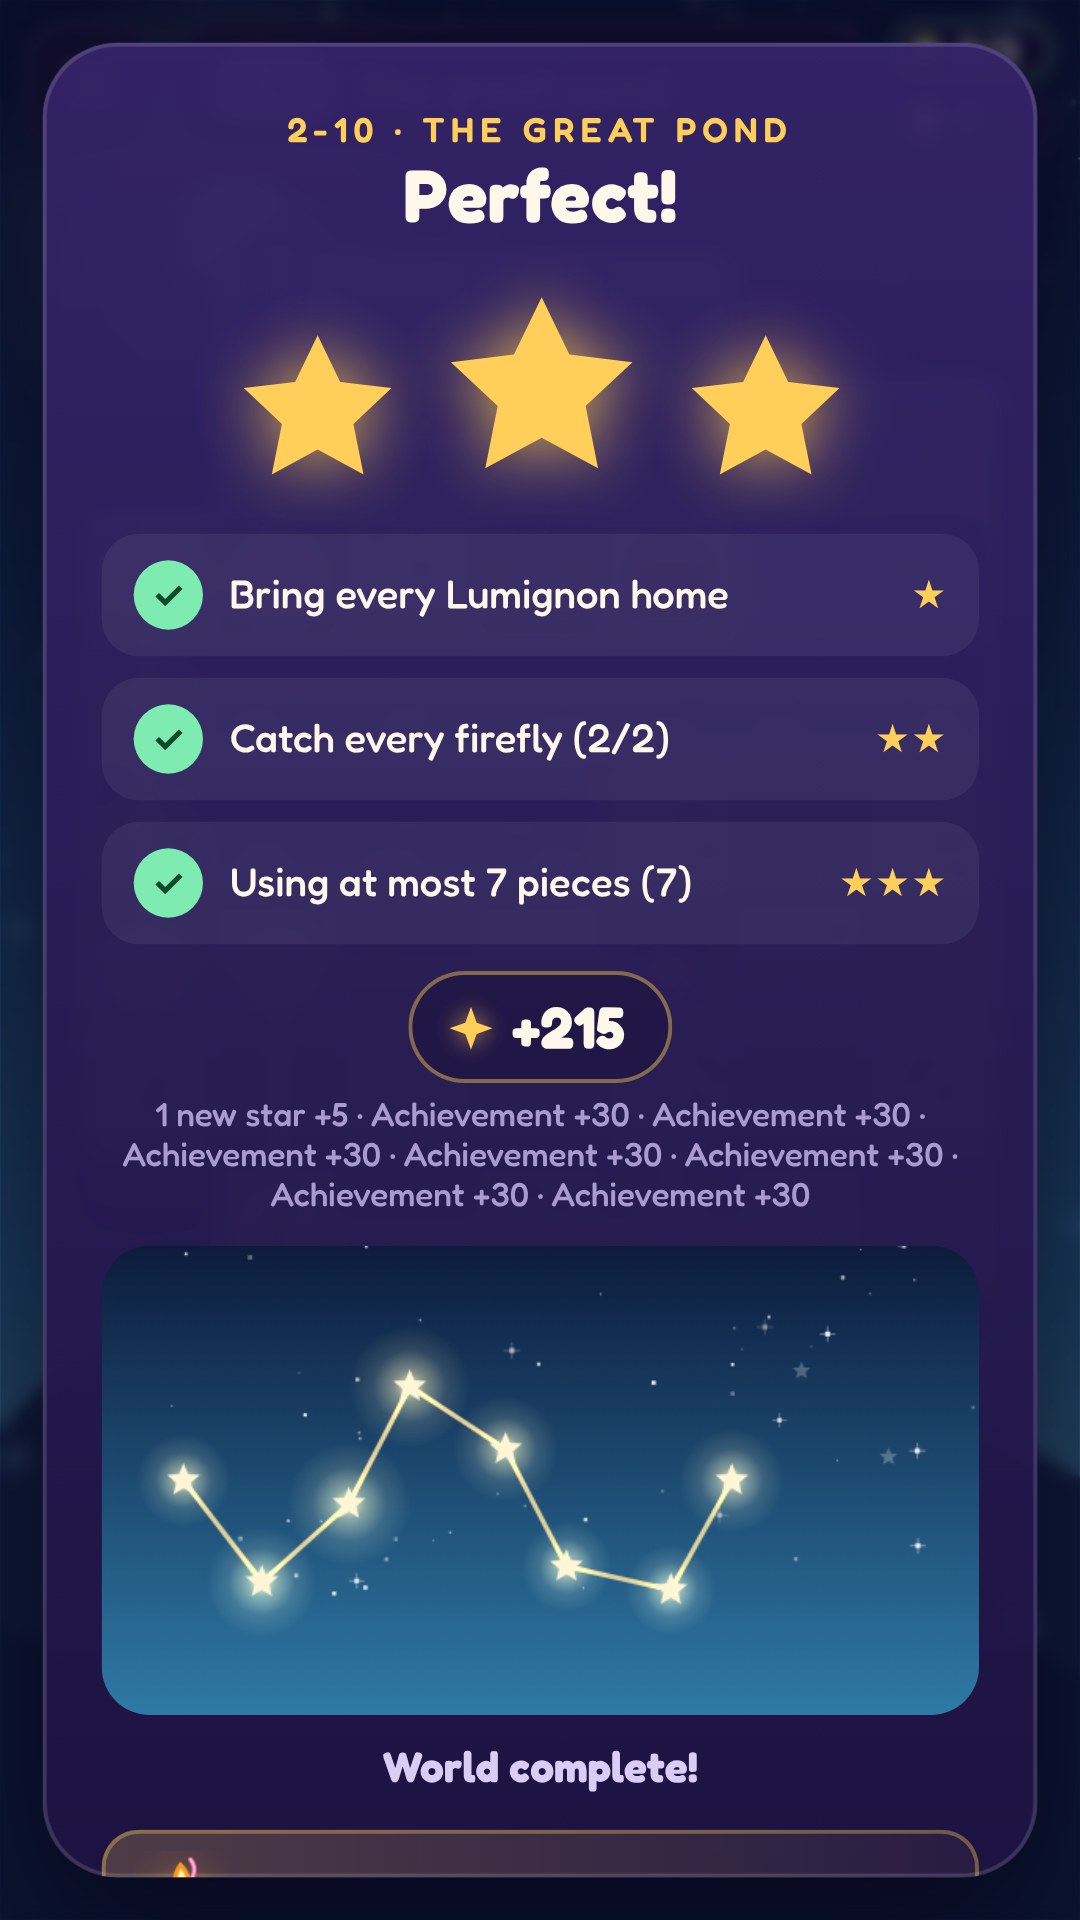 2-10 · THE GREAT POND
Perfect!
Bring every Lumignon home
Catch every firefly (2/2)
Using at most 7 pieces (7)
+215
1 new star +5 · Achievement +30 · Achievement +30 ·
Achievement +30 · Achievement +30 · Achievement +30 ·
Achievement +30 · Achievement +30
World complete!